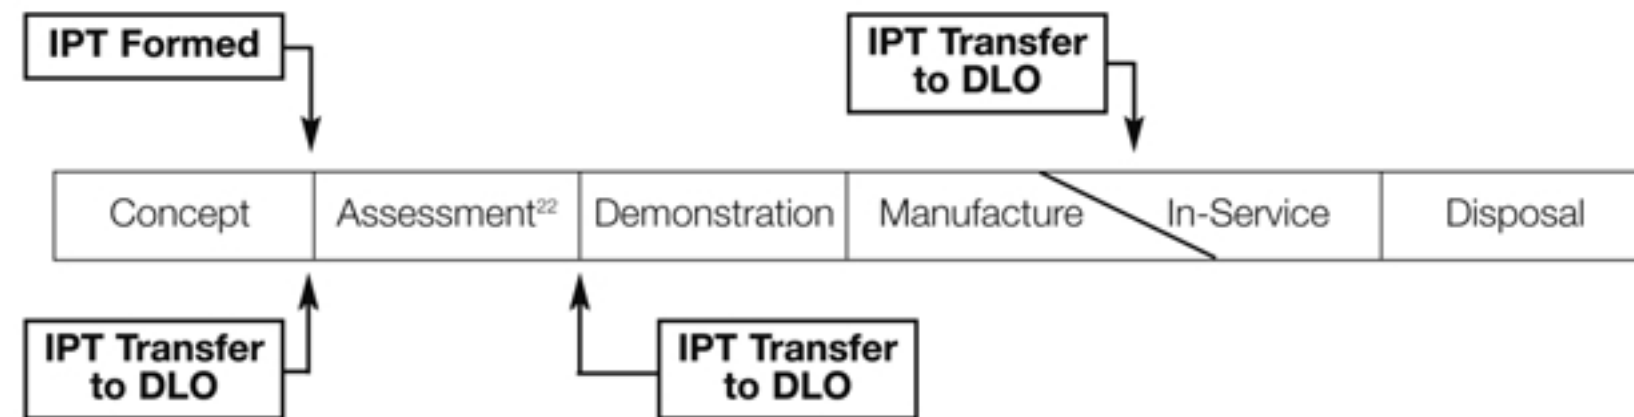 IPT Formed
IPT Transfer
to DLO
Concept
Assessment²²
Demonstration
Manufacture
In-Service
Disposal
IPT Transfer
to DLO
IPT Transfer
to DLO